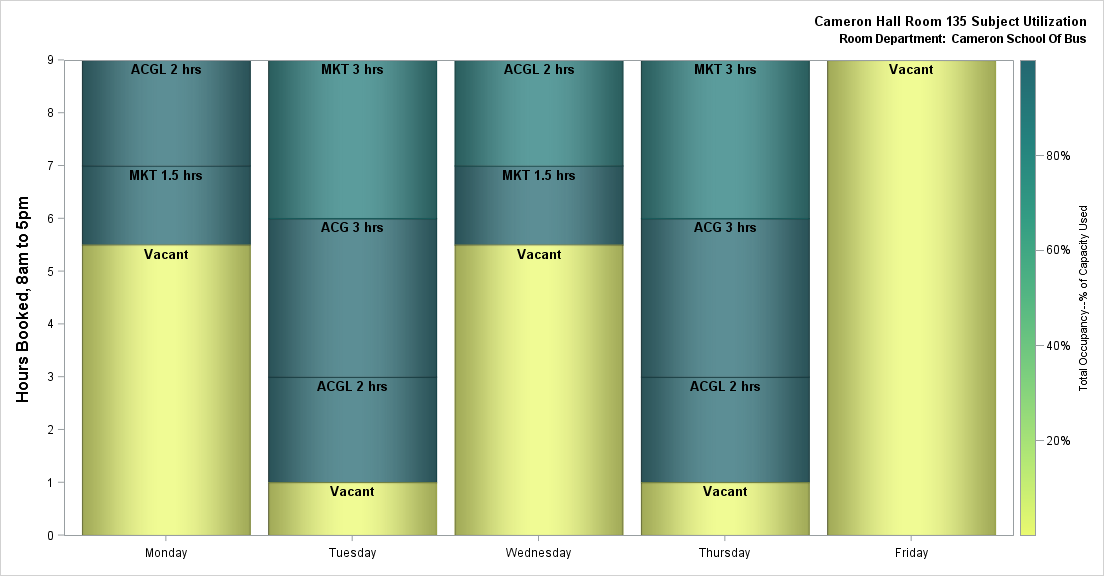 Cameron Hall Room 135 Subject Utilization
Room Department: Cameron School Of Bus
Hours Booked, 8am to 5pm
9
8
7
6
5
4
3
2
1
0
ACGL 2 hrs
MKT 1.5 hrs
Vacant
MKT 3 hrs
ACG 3 hrs
ACGL 2 hrs
Vacant
ACGL 2 hrs
MKT 1.5 hrs
Vacant
MKT 3 hrs
ACG 3 hrs
ACGL 2 hrs
Vacant
Vacant
Monday
Tuesday
Wednesday
Thursday
Friday
80%
60%
40%
20%
Total Occupancy--% of Capacity Used